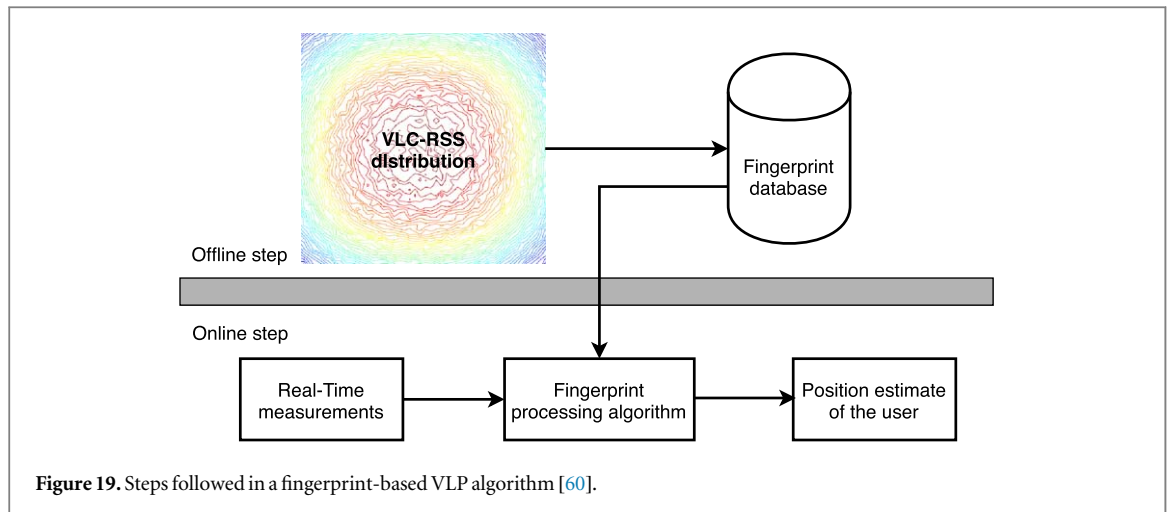 VLC-RSS
dIstribution
Fingerprint
database
Offline step
Online step
Real-Time
measurements
Fingerprint
processing algorithm
Position estimate
of the user
Figure 19. Steps followed in a fingerprint-based VLP algorithm [60].